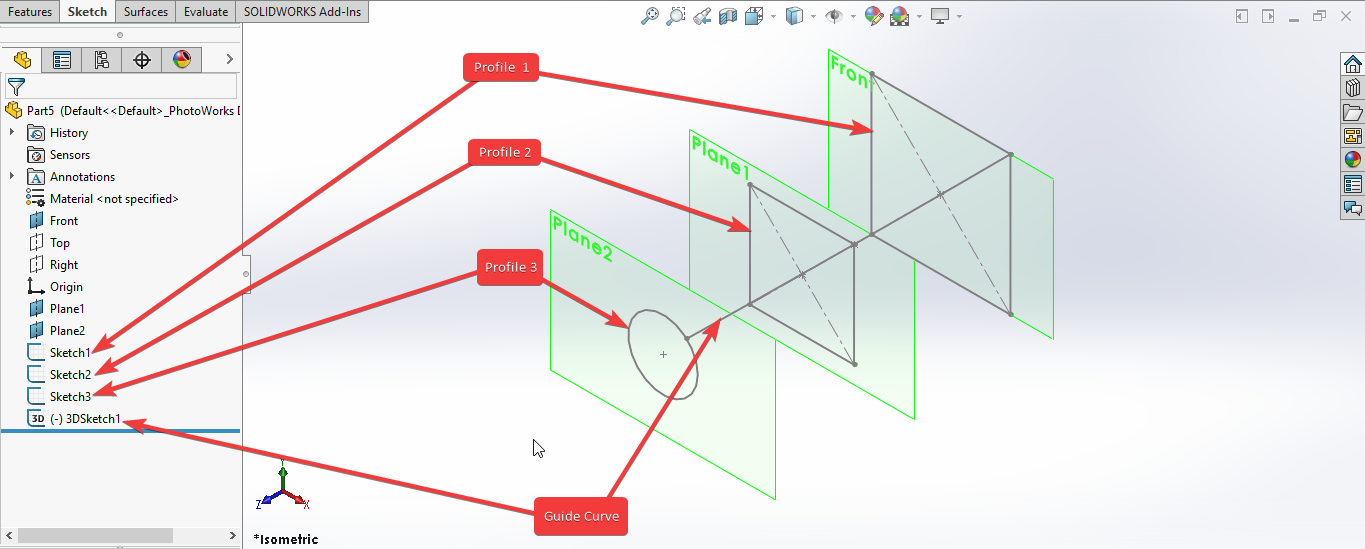 Features
Sketch
Surfaces
Evaluate
SOLIDWORKS Add-Ins
Part5 (Default<<Default>_PhotoWorks D
History
Sensors
Annotations
Material <not specified>
Front
Top
Right
Origin
Plane1
Plane2
Sketch1
Sketch2
Sketch3
3D (-) 3DSketch1
Profile 1
Profile 2
Profile 3
Guide Curve
Front
Plane1
Plane2
Y
Z
X
*Isometric